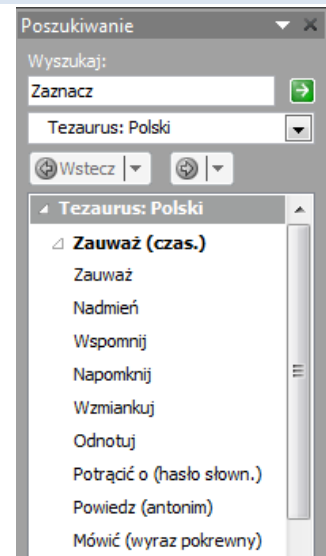 Poszukiwanie
Wyszukaj:
Zaznacz
Tezaurus: Polski
Wstecz
Tezaurus: Polski
Zauważ (czas.)
Zauważ
Nadmień
Wspomnij
Napomknij
Wzmiankuj
Odnotuj
Potrącić o (hasło słown.)
Powiedz (antonim)
Mówić (wyraz pokrewny)